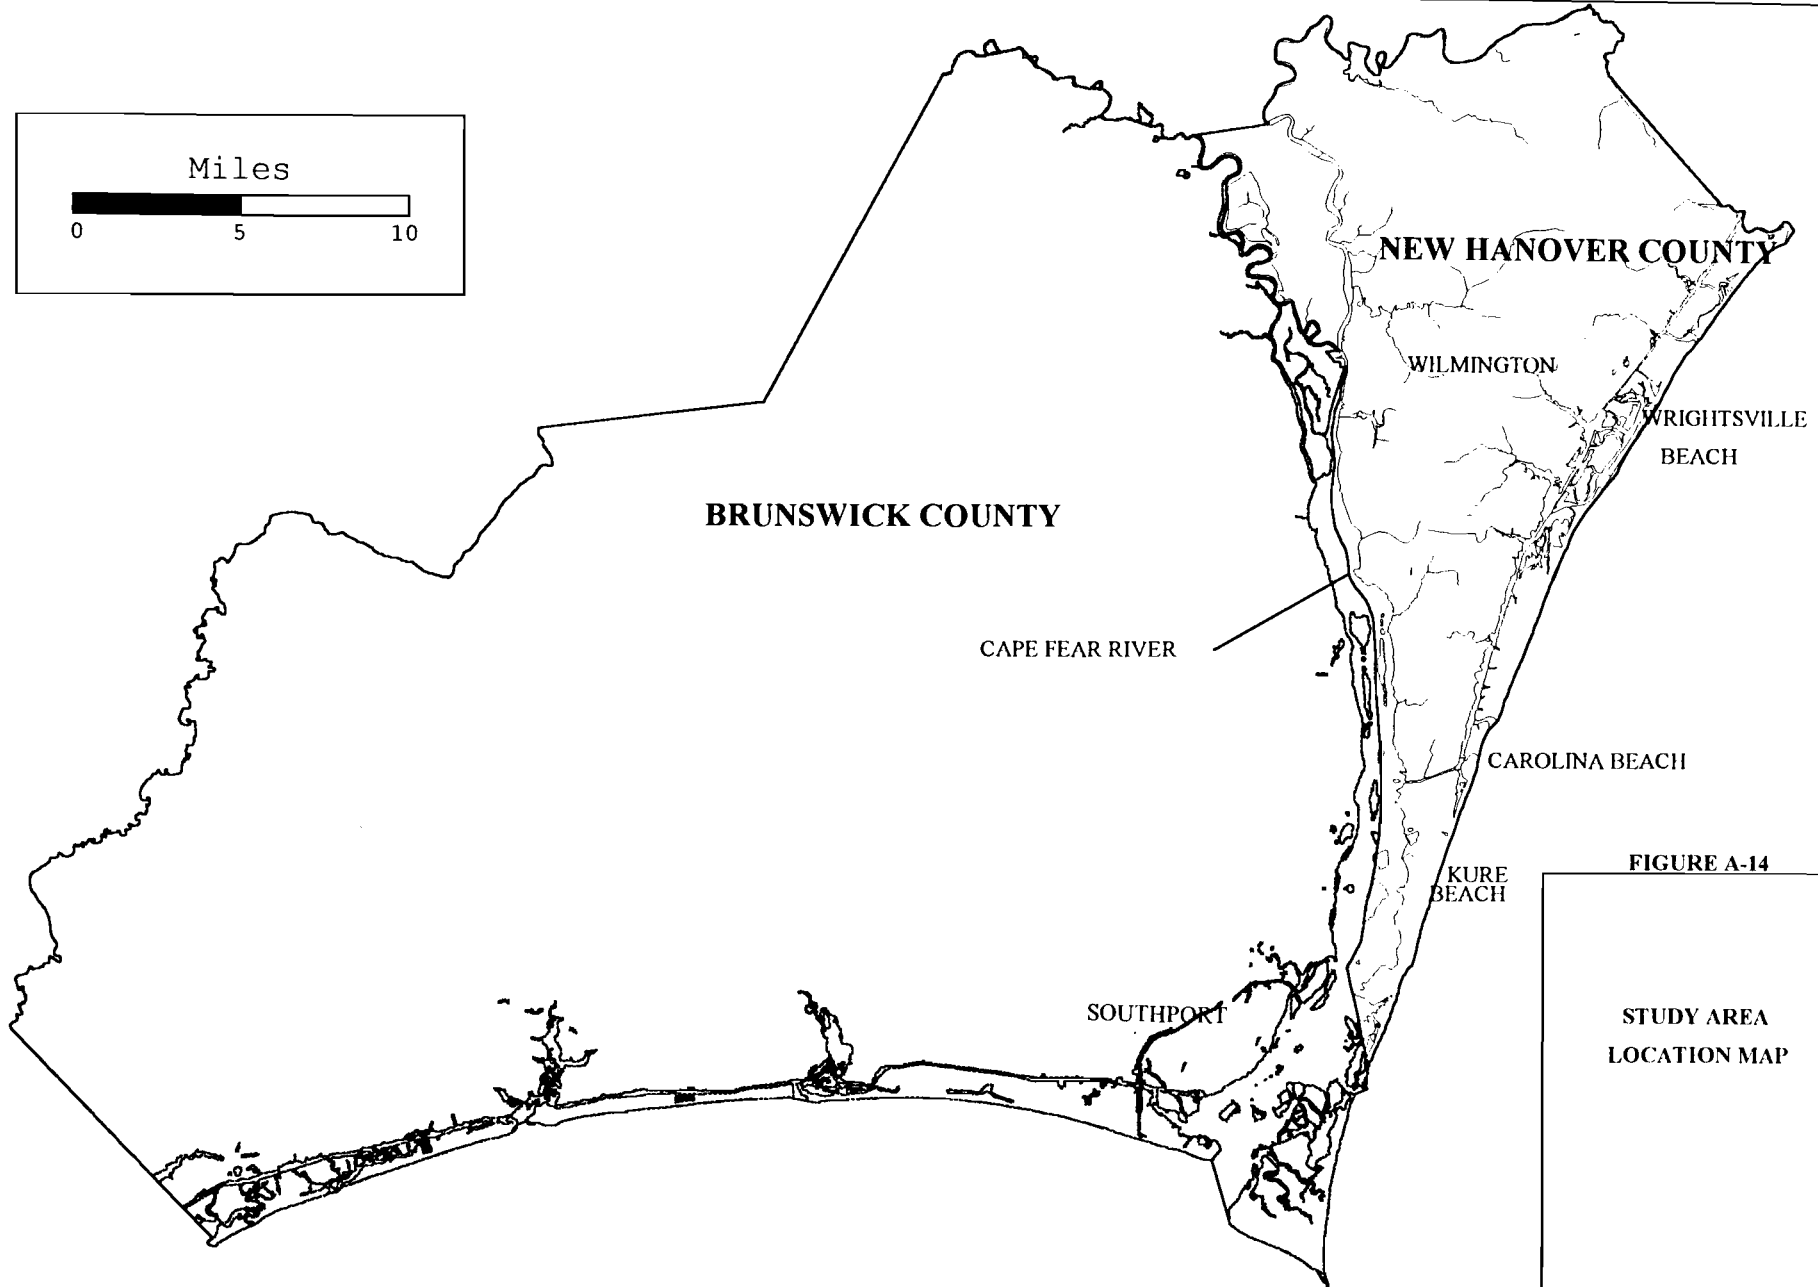 Miles
0 5 10
NEW HANOVER COUNTY
WILMINGTON
WRIGHTSVILLE
BEACH
BRUNSWICK COUNTY
CAPE FEAR RIVER
CAROLINA BEACH
KURE
BEACH
FIGURE A-14
SOUTHPORT
STUDY AREA
LOCATION MAP